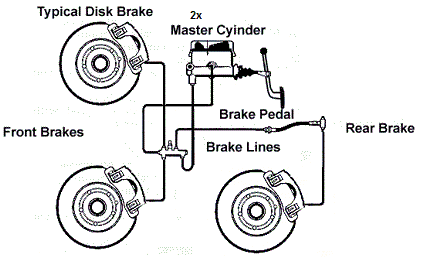 Typical Disk Brake
2x
Master Cyinder
Brake Pedal
Front Brakes
Rear Brake
Brake Lines